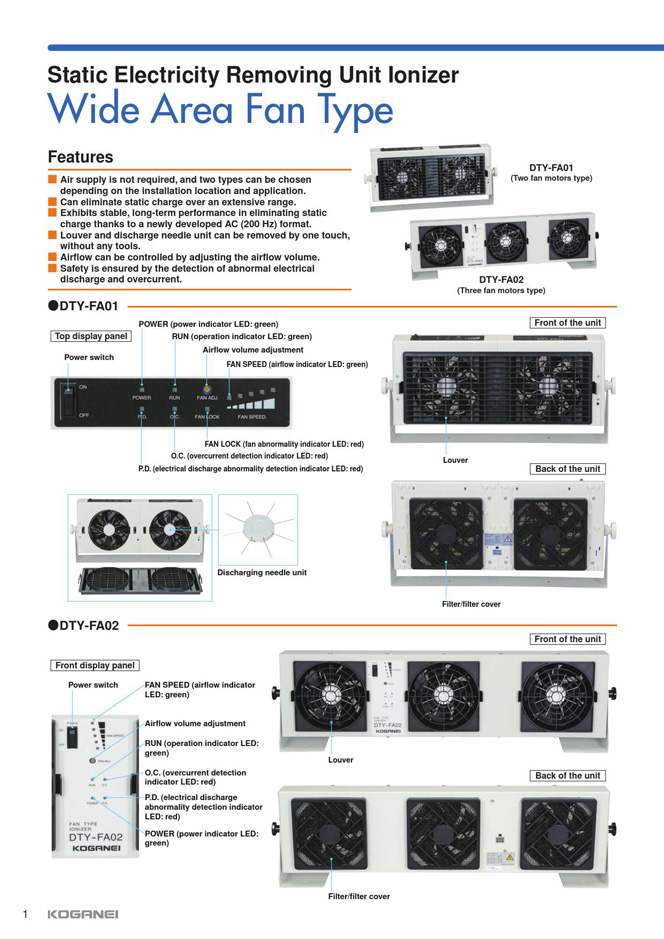 Static Electricity Removing Unit Ionizer
Wide Area Fan Type
Features
Air supply is not required, and two types can be chosen
depending on the installation location and application.
Can eliminate static charge over an extensive range.
Exhibits stable, long-term performance in eliminating static
charge thanks to a newly developed AC (200 Hz) format.
Louver and discharge needle unit can be removed by one touch,
without any tools.
Airflow can be controlled by adjusting the airflow volume.
Safety is ensured by the detection of abnormal electrical
discharge and overcurrent.
DTY-FA01
(Two fan motors type)
DTY-FA02
(Three fan motors type)
●DTY-FA01
Top display panel
Power switch
POWER (power indicator LED: green)
RUN (operation indicator LED: green)
Airflow volume adjustment
FAN SPEED (airflow indicator LED: green)
ON
OFF
POWER
RUN
FAN ADJ.
P.D.
O.C.
FAN LOCK
FAN SPEED
FAN LOCK (fan abnormality indicator LED: red)
O.C. (overcurrent detection indicator LED: red)
P.D. (electrical discharge abnormality detection indicator LED: red)
Discharging needle unit
Front of the unit
Louver
Back of the unit
Filter/filter cover
●DTY-FA02
Front display panel
Power switch
FAN SPEED (airflow indicator
LED: green)
Airflow volume adjustment
RUN (operation indicator LED:
green)
O.C. (overcurrent detection
indicator LED: red)
P.D. (electrical discharge
abnormality detection indicator
LED: red)
POWER (power indicator LED:
green)
FAN TYPE
IONIZER
DTY-FA02
KOGANEI
Front of the unit
DTY-FA02
KOGANEI
Louver
Back of the unit
Filter/filter cover
1
KOGANEI